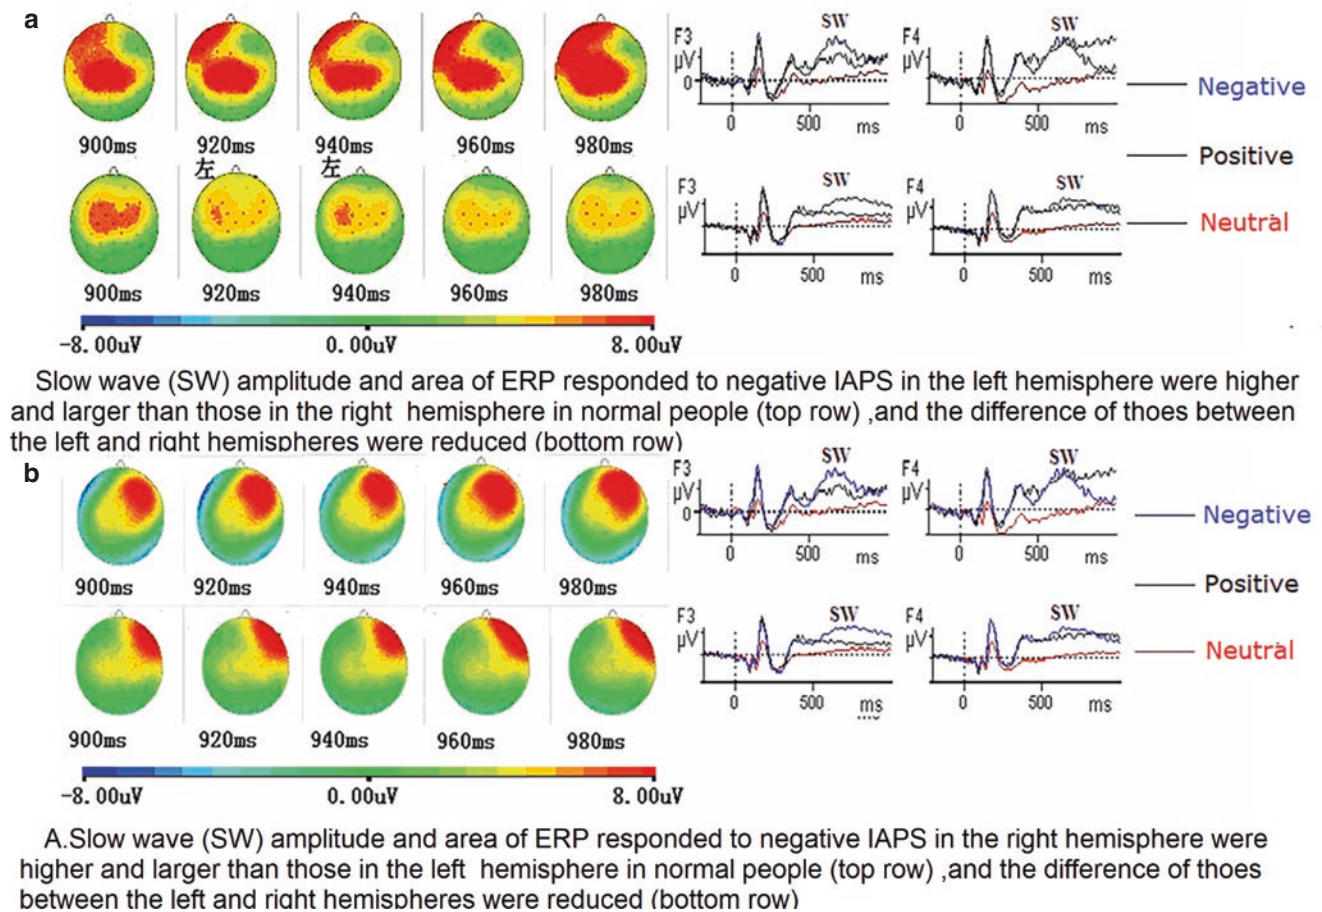 a
SW SW
F3 F4
μV μV
0
Negative
Positive
Neutral
0 500 ms 0 500 ms
900ms 920ms 940ms 960ms 980ms
左 左
SW SW
F3 F4
μV μV
0 500 ms 0 500 ms
900ms 920ms 940ms 960ms 980ms
-8.00uV 0.00uV 8.00uV
Slow wave (SW) amplitude and area of ERP responded to negative IAPS in the left hemisphere were higher
and larger than those in the right hemisphere in normal people (top row) ,and the difference of thoes between
the left and right hemispheres were reduced (bottom row)
b
SW SW
F3 F4
μV μV
0
Negative
Positive
Neutral
0 500 ms 0 500 ms
900ms 920ms 940ms 960ms 980ms
SW SW
F3 F4
μV μV
0 500 ms 0 500 ms
900ms 920ms 940ms 960ms 980ms
-8.00uV 0.00uV 8.00uV
A.Slow wave (SW) amplitude and area of ERP responded to negative IAPS in the right hemisphere were
higher and larger than those in the left hemisphere in normal people (top row) ,and the difference of thoes
between the left and right hemispheres were reduced (bottom row)